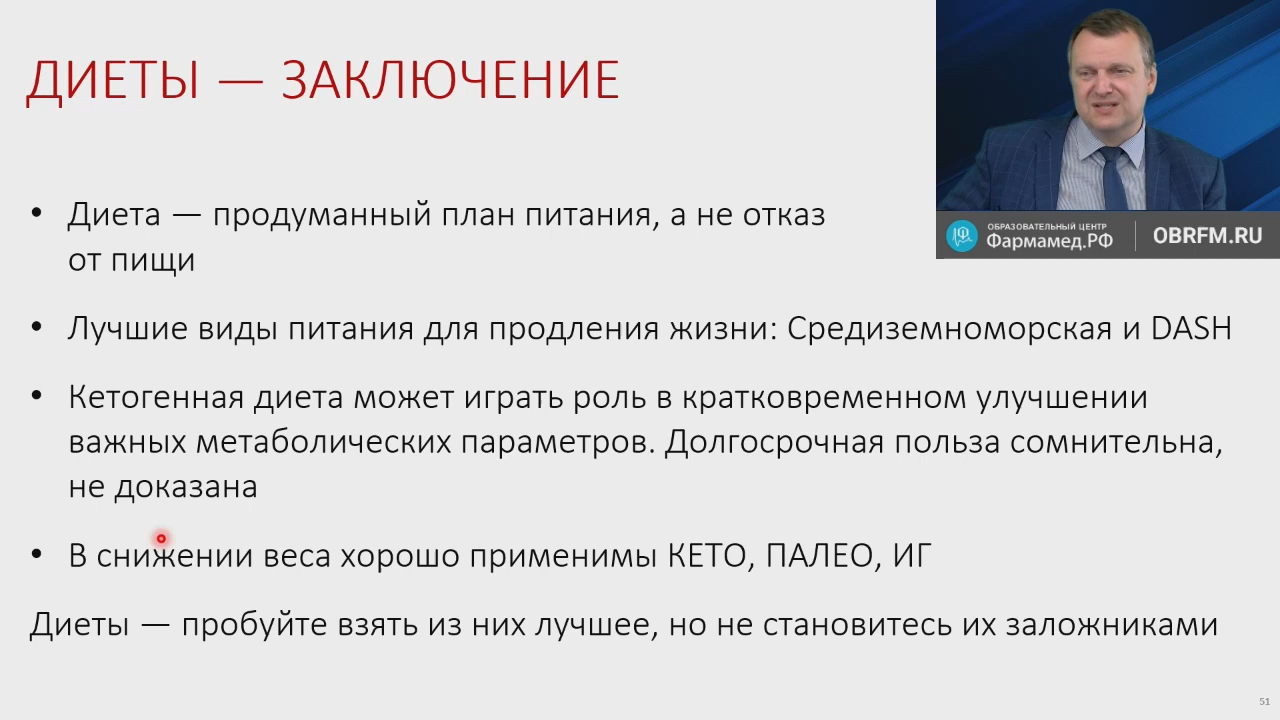 ДИЕТЫ — ЗАКЛЮЧЕНИЕ
ОБРАЗОВАТЕЛЬНЫЙ ЦЕНТР
Фармамед.РФ
OBRFM.RU
• Диета — продуманный план питания, а не отказ
от пищи
• Лучшие виды питания для продления жизни: Средиземноморская и DASH
• Кетогенная диета может играть роль в кратковременном улучшении
важных метаболических параметров. Долгосрочная польза сомнительна,
не доказана
• В снижении веса хорошо применимы КЕТО, ПАЛЕО, ИГ
Диеты — пробуйте взять из них лучшее, но не становитесь их заложниками
51